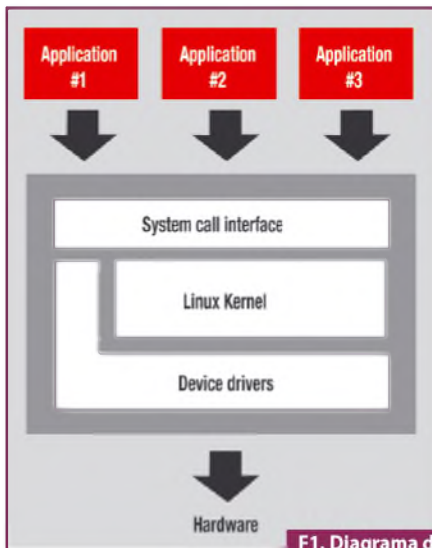 Application
#1
Application
#2
Application
#3
System call interface
Linux Kernel
Device drivers
Hardware
F1. Diagrama d